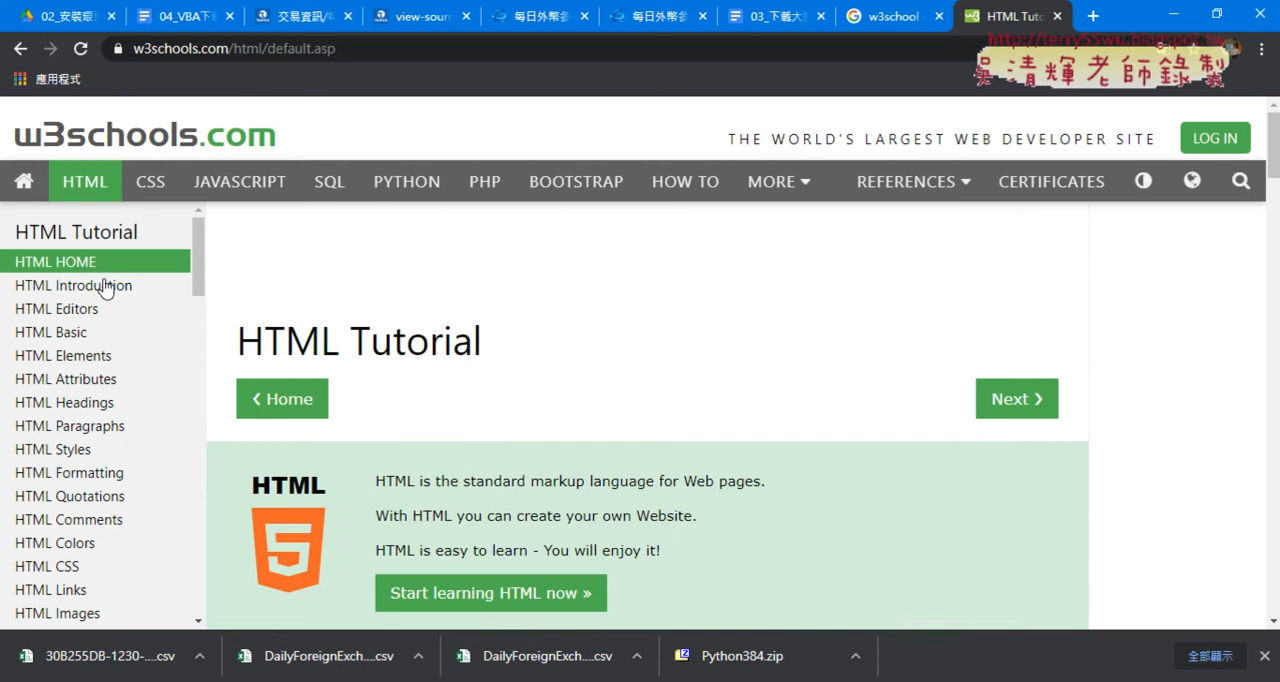 02_安裝環
04_VBA下
交易資訊/
view-sour
每日外幣參
每日外幣參
03_下載大
w3school -
HTML Tuto
w3schools.com/html/default.asp
http://terry55wu.blogspot.tw
應用程式
吳清輝老師錄製
w3schools.com
THE WORLD'S LARGEST WEB DEVELOPER SITE
LOG IN
HTML CSS JAVASCRIPT SQL PYTHON PHP BOOTSTRAP HOW TO MORE REFERENCES CERTIFICATES
HTML Tutorial
HTML HOME
HTML Introduction
HTML Editors
HTML Basic
HTML Elements
HTML Attributes
HTML Headings
HTML Paragraphs
HTML Styles
HTML Formatting
HTML Quotations
HTML Comments
HTML Colors
HTML CSS
HTML Links
HTML Images
HTML Tutorial
❮ Home
Next ❯
HTML
5
HTML is the standard markup language for Web pages.
With HTML you can create your own Website.
HTML is easy to learn - You will enjoy it!
Start learning HTML now »
30B255DB-1230-....csv
DailyForeignExch....csv
DailyForeignExch....csv
Python384.zip
全部顯示